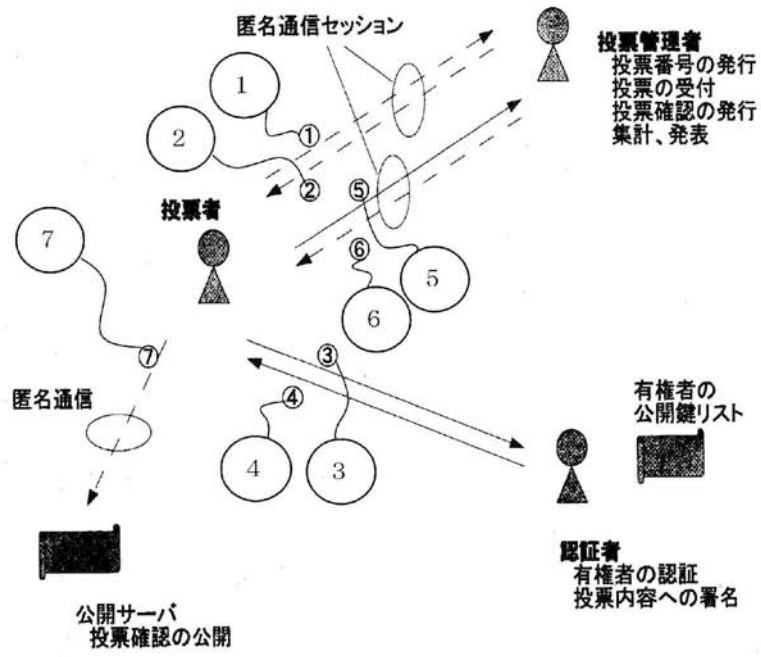 匿名通信セッション
投票管理者
投票番号の発行
投票の受付
投票確認の発行
集計、発表
1
①
2
②
⑤
投票者
7
⑥
5
6
⑦
③
匿名通信
④
有権者の
公開鍵リスト
4
3
認証者
有権者の認証
投票内容への署名
公開サーバ
投票確認の公開